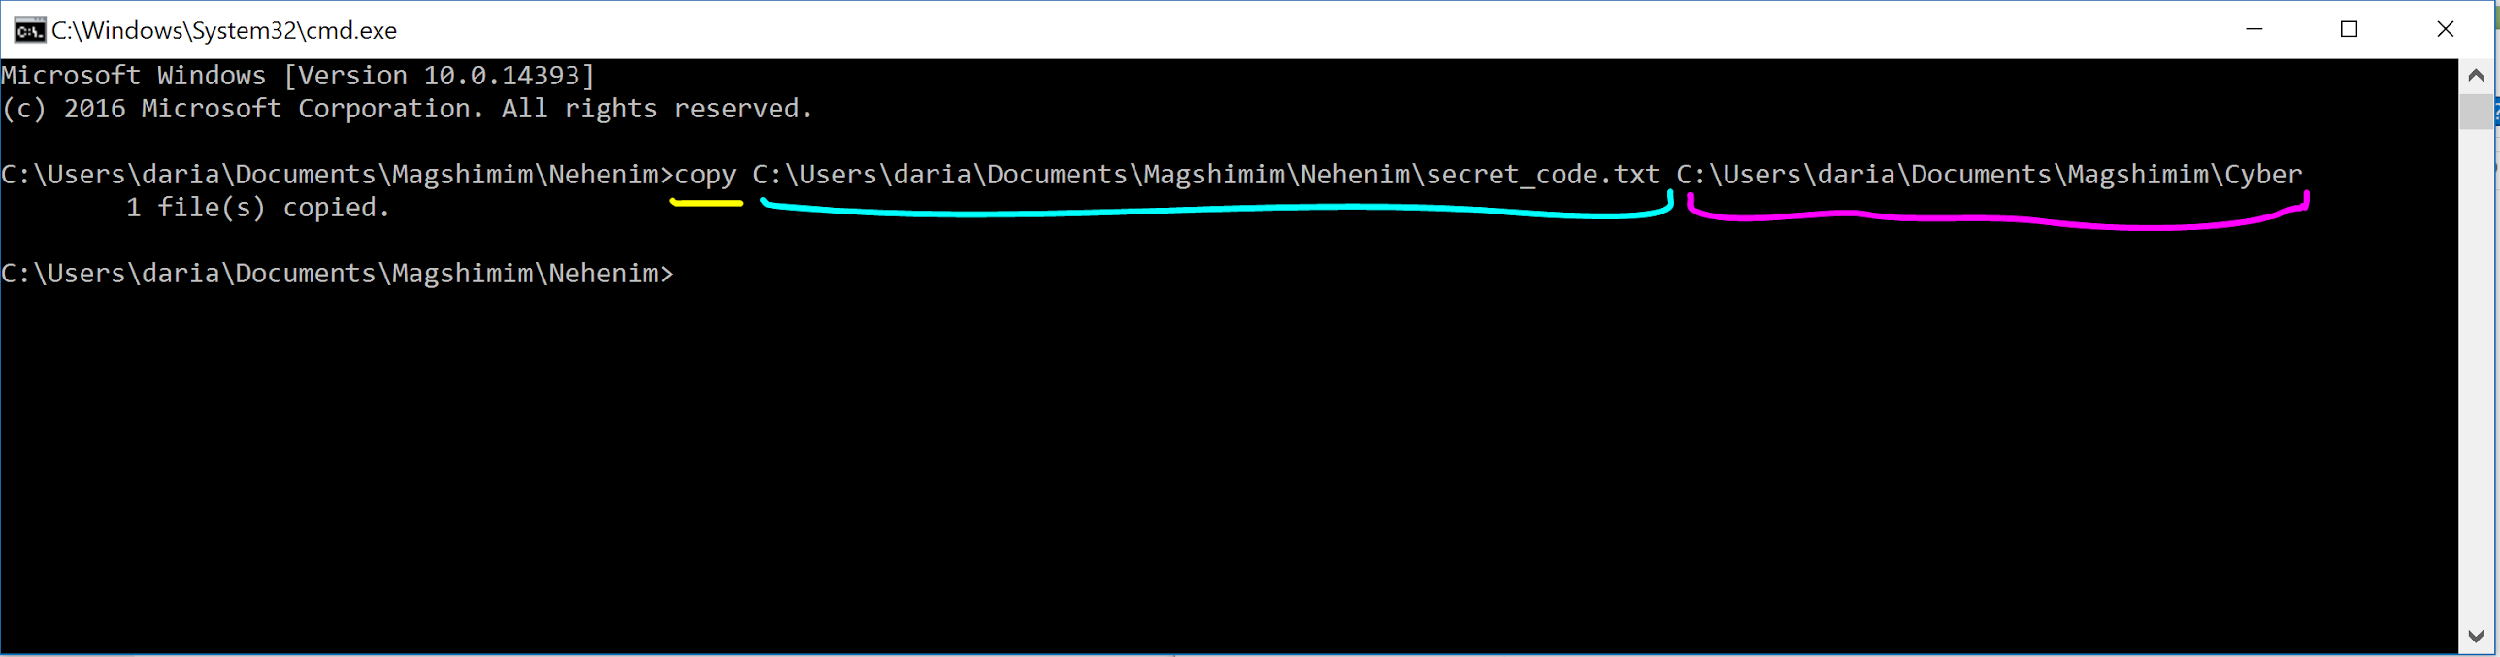 C:\Windows\System32\cmd.exe
Microsoft Windows [Version 10.0.14393]
(c) 2016 Microsoft Corporation. All rights reserved.
C:\Users\daria\Documents\Magshimim\Nehenim>copy C:\Users\daria\Documents\Magshimim\Nehenim\secret_code.txt C:\Users\daria\Documents\Magshimim\Cyber
1 file(s) copied.
C:\Users\daria\Documents\Magshimim\Nehenim>